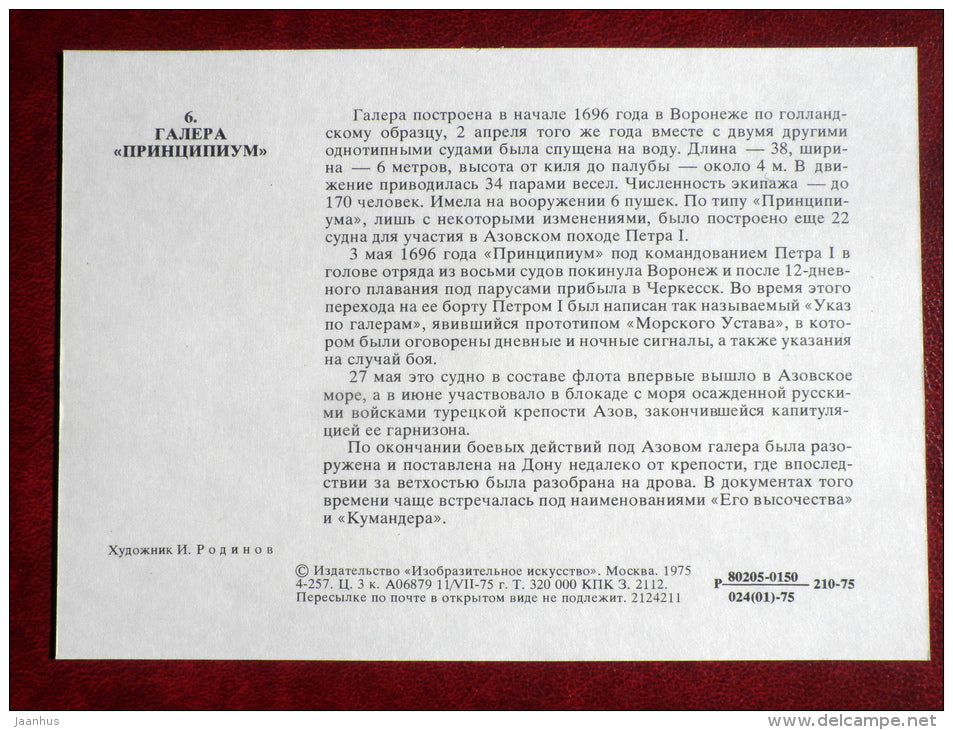 6.
ГАЛЕРА
«ПРИНЦИПИУМ»
Галера построена в начале 1696 года в Воронеже по голланд-
скому образцу, 2 апреля того же года вместе с двумя другими
однотипными судами была спущена на воду. Длина — 38, шири-
на — 6 метров, высота от киля до палубы — около 4 м. В дви-
жение приводилась 34 парами весел. Численность экипажа — до
170 человек. Имела на вооружении 6 пушек. По типу «Принципи-
ума», лишь с некоторыми изменениями, было построено еще 22
судна для участия в Азовском походе Петра I.
3 мая 1696 года «Принципиум» под командованием Петра I в
голове отряда из восьми судов покинула Воронеж и после 12-днев-
ного плавания под парусами прибыла в Черкесск. Во время этого
перехода на ее борту Петром I был написан так называемый «Указ
по галерам», явившийся прототипом «Морского Устава», в кото-
ром были оговорены дневные и ночные сигналы, а также указания
на случай боя.
27 мая это судно в составе флота впервые вышло в Азовское
море, а в июне участвовало в блокаде с моря осажденной русски-
ми войсками турецкой крепости Азов, закончившейся капитуля-
цией ее гарнизона.
По окончании боевых действий под Азовом галера была разо-
ружена и поставлена на Дону недалеко от крепости, где впослед-
ствии за ветхостью была разобрана на дрова. В документах того
времени чаще встречалась под наименованиями «Его высочества»
и «Кумандера».
Художник И. Родинов
© Издательство «Изобразительное искусство». Москва. 1975
4-257. Ц. 3 к. А06879 11/VII-75 г. Т. 320 000 КПК З. 2112.
Пересылке по почте в открытом виде не подлежит. 2124211
80205-0150
Р 210-75
024(01)-75
Jaanhus
www.delcampe.net